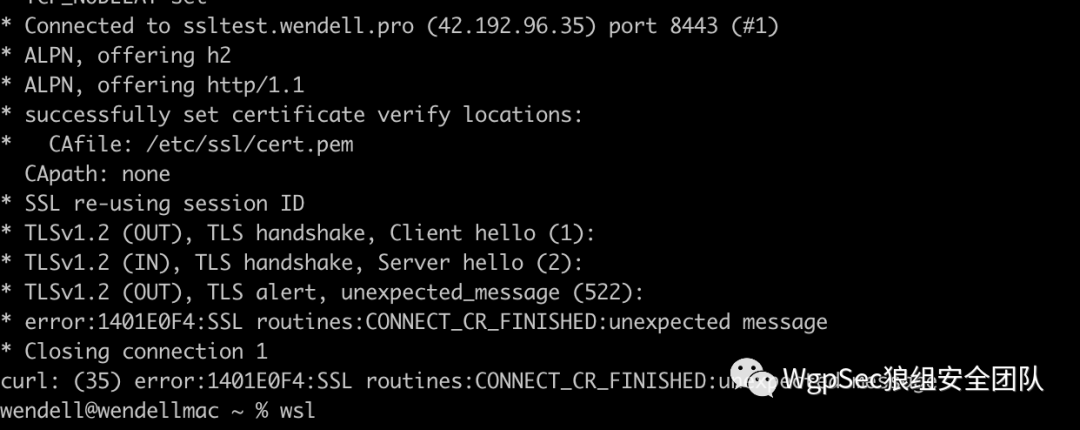 * Connected to ssltest.wendell.pro (42.192.96.35) port 8443 (#1)
* ALPN, offering h2
* ALPN, offering http/1.1
* successfully set certificate verify locations:
*   CAfile: /etc/ssl/cert.pem
  CApath: none
* SSL re-using session ID
* TLSv1.2 (OUT), TLS handshake, Client hello (1):
* TLSv1.2 (IN), TLS handshake, Server hello (2):
* TLSv1.2 (OUT), TLS alert, unexpected_message (522):
* error:1401E0F4:SSL routines:CONNECT_CR_FINISHED:unexpected message
* Closing connection 1
curl: (35) error:1401E0F4:SSL routines:CONNECT_CR_FINISHED:unexpected message
WgpSec狼组安全团队
wendell@wendellmac ~ % wsl